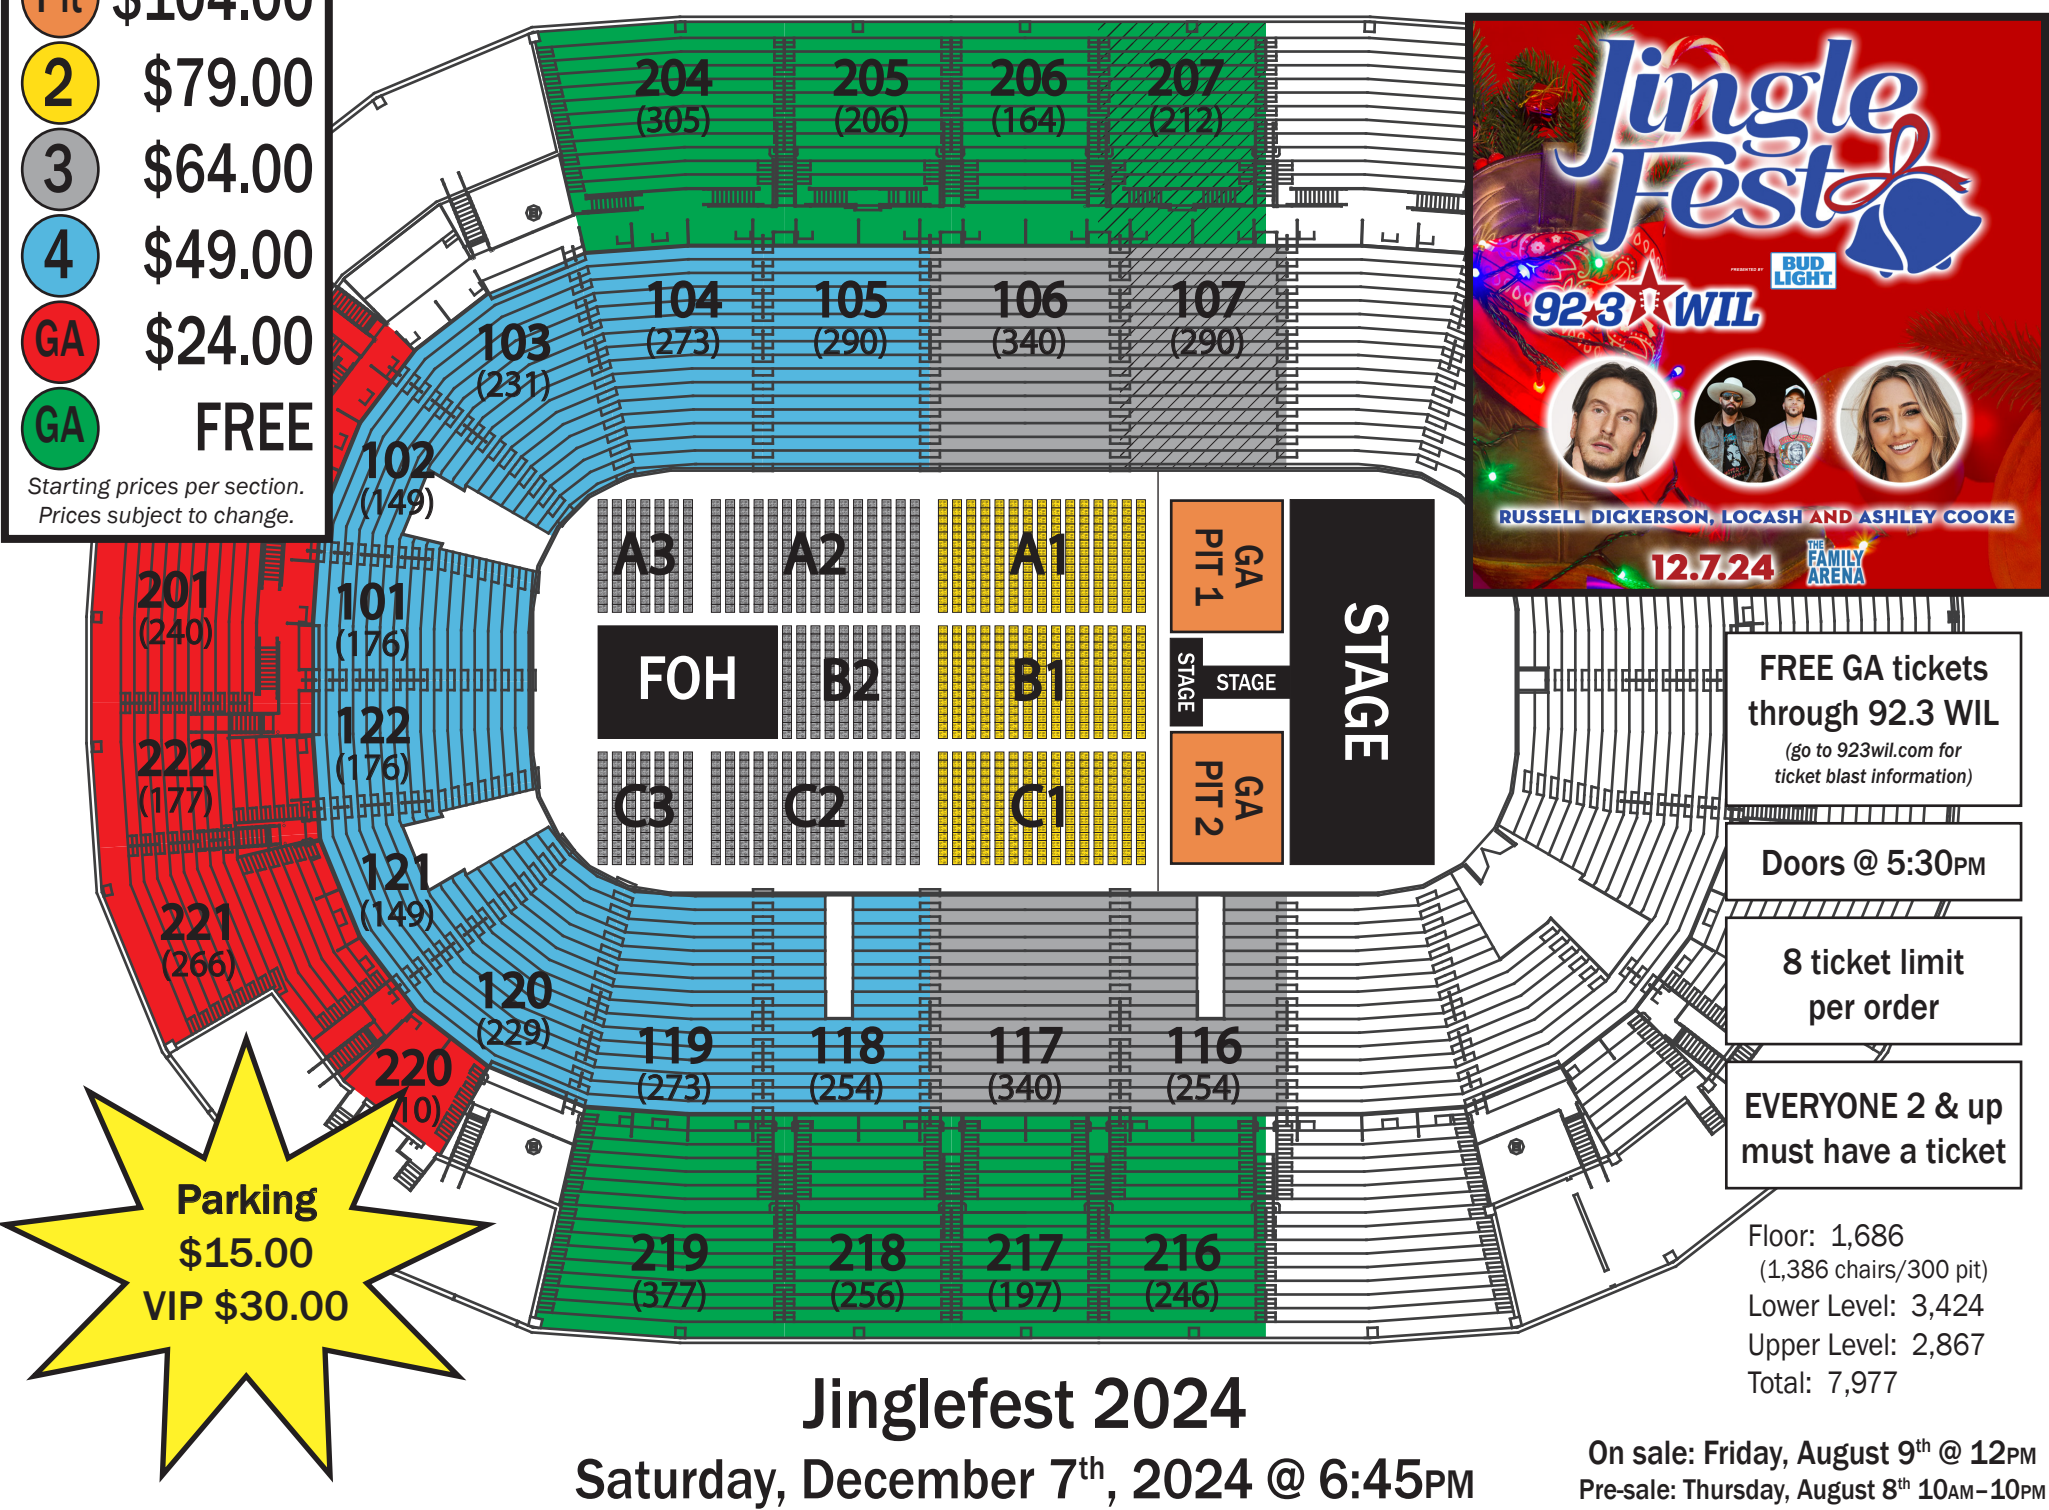 Pit $104.00
2 $79.00
3 $64.00
4 $49.00
GA $24.00
GA FREE
Starting prices per section.
Prices subject to change.
204
(305)
205
(206)
206
(164)
207
(212)
104
(273)
105
(290)
106
(340)
107
(290)
103
(231)
102
(149)
201
(240)
101
(176)
222
(177)
122
(176)
221
(266)
121
(149)
220
10)
120
(229)
119
(273)
118
(254)
117
(340)
116
(254)
219
(377)
218
(256)
217
(197)
216
(246)
A3
A2
A1
FOH
B2
B1
C3
C2
C1
GA
PIT 1
GA
PIT 2
STAGE
STAGE
STAGE
Jingle
Fest
PRESENTED BY
BUD
LIGHT
92.3 WIL
RUSSELL DICKERSON, LOCASH AND ASHLEY COOKE
12.7.24
THE
FAMILY
ARENA
FREE GA tickets
through 92.3 WIL
(go to 923wil.com for
ticket blast information)
Doors @ 5:30PM
8 ticket limit
per order
EVERYONE 2 & up
must have a ticket
Floor: 1,686
(1,386 chairs/300 pit)
Lower Level: 3,424
Upper Level: 2,867
Total: 7,977
Parking
$15.00
VIP $30.00
Jinglefest 2024
Saturday, December 7th, 2024 @ 6:45PM
On sale: Friday, August 9th @ 12PM
Pre-sale: Thursday, August 8th 10AM–10PM